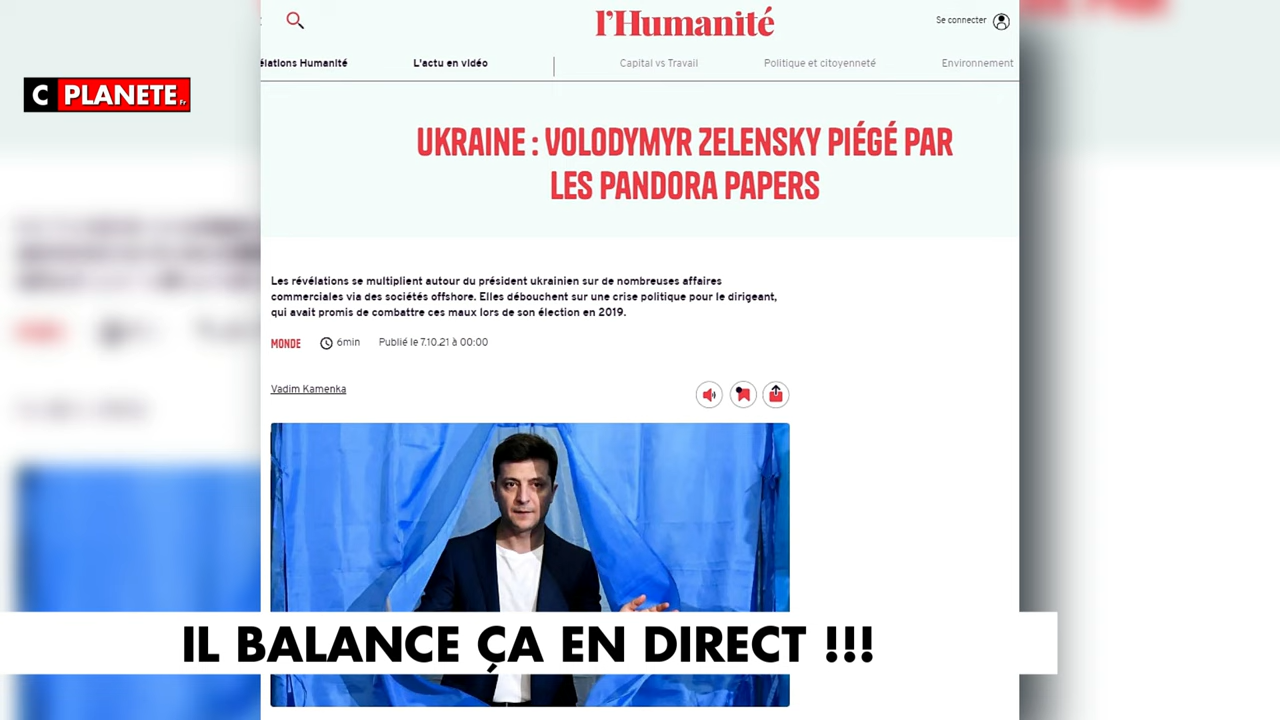 l'Humanité
Se connecter
élations Humanité
L'actu en vidéo
Capital vs Travail
Politique et citoyenneté
Environnement
C PLANETE.fr
UKRAINE : VOLODYMYR ZELENSKY PIÉGÉ PAR
LES PANDORA PAPERS
Les révélations se multiplient autour du président ukrainien sur de nombreuses affaires
commerciales via des sociétés offshore. Elles débouchent sur une crise politique pour le dirigeant,
qui avait promis de combattre ces maux lors de son élection en 2019.
MONDE 6min Publié le 7.10.21 à 00:00
Vadim Kamenka
IL BALANCE ÇA EN DIRECT !!!